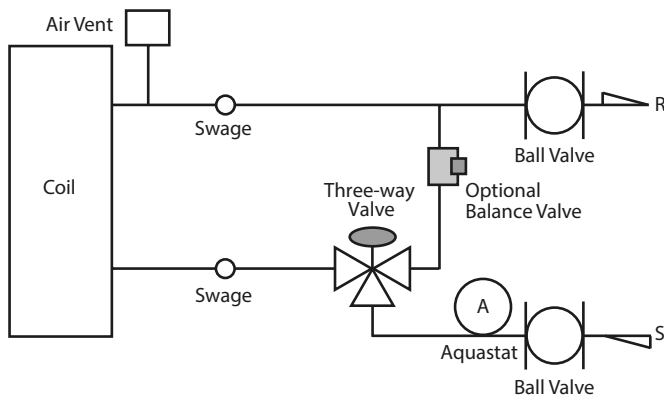 Air Vent
Swage
R
Ball Valve
Coil
Three-way
Valve
Optional
Balance Valve
Swage
A
Aquastat
S
Ball Valve